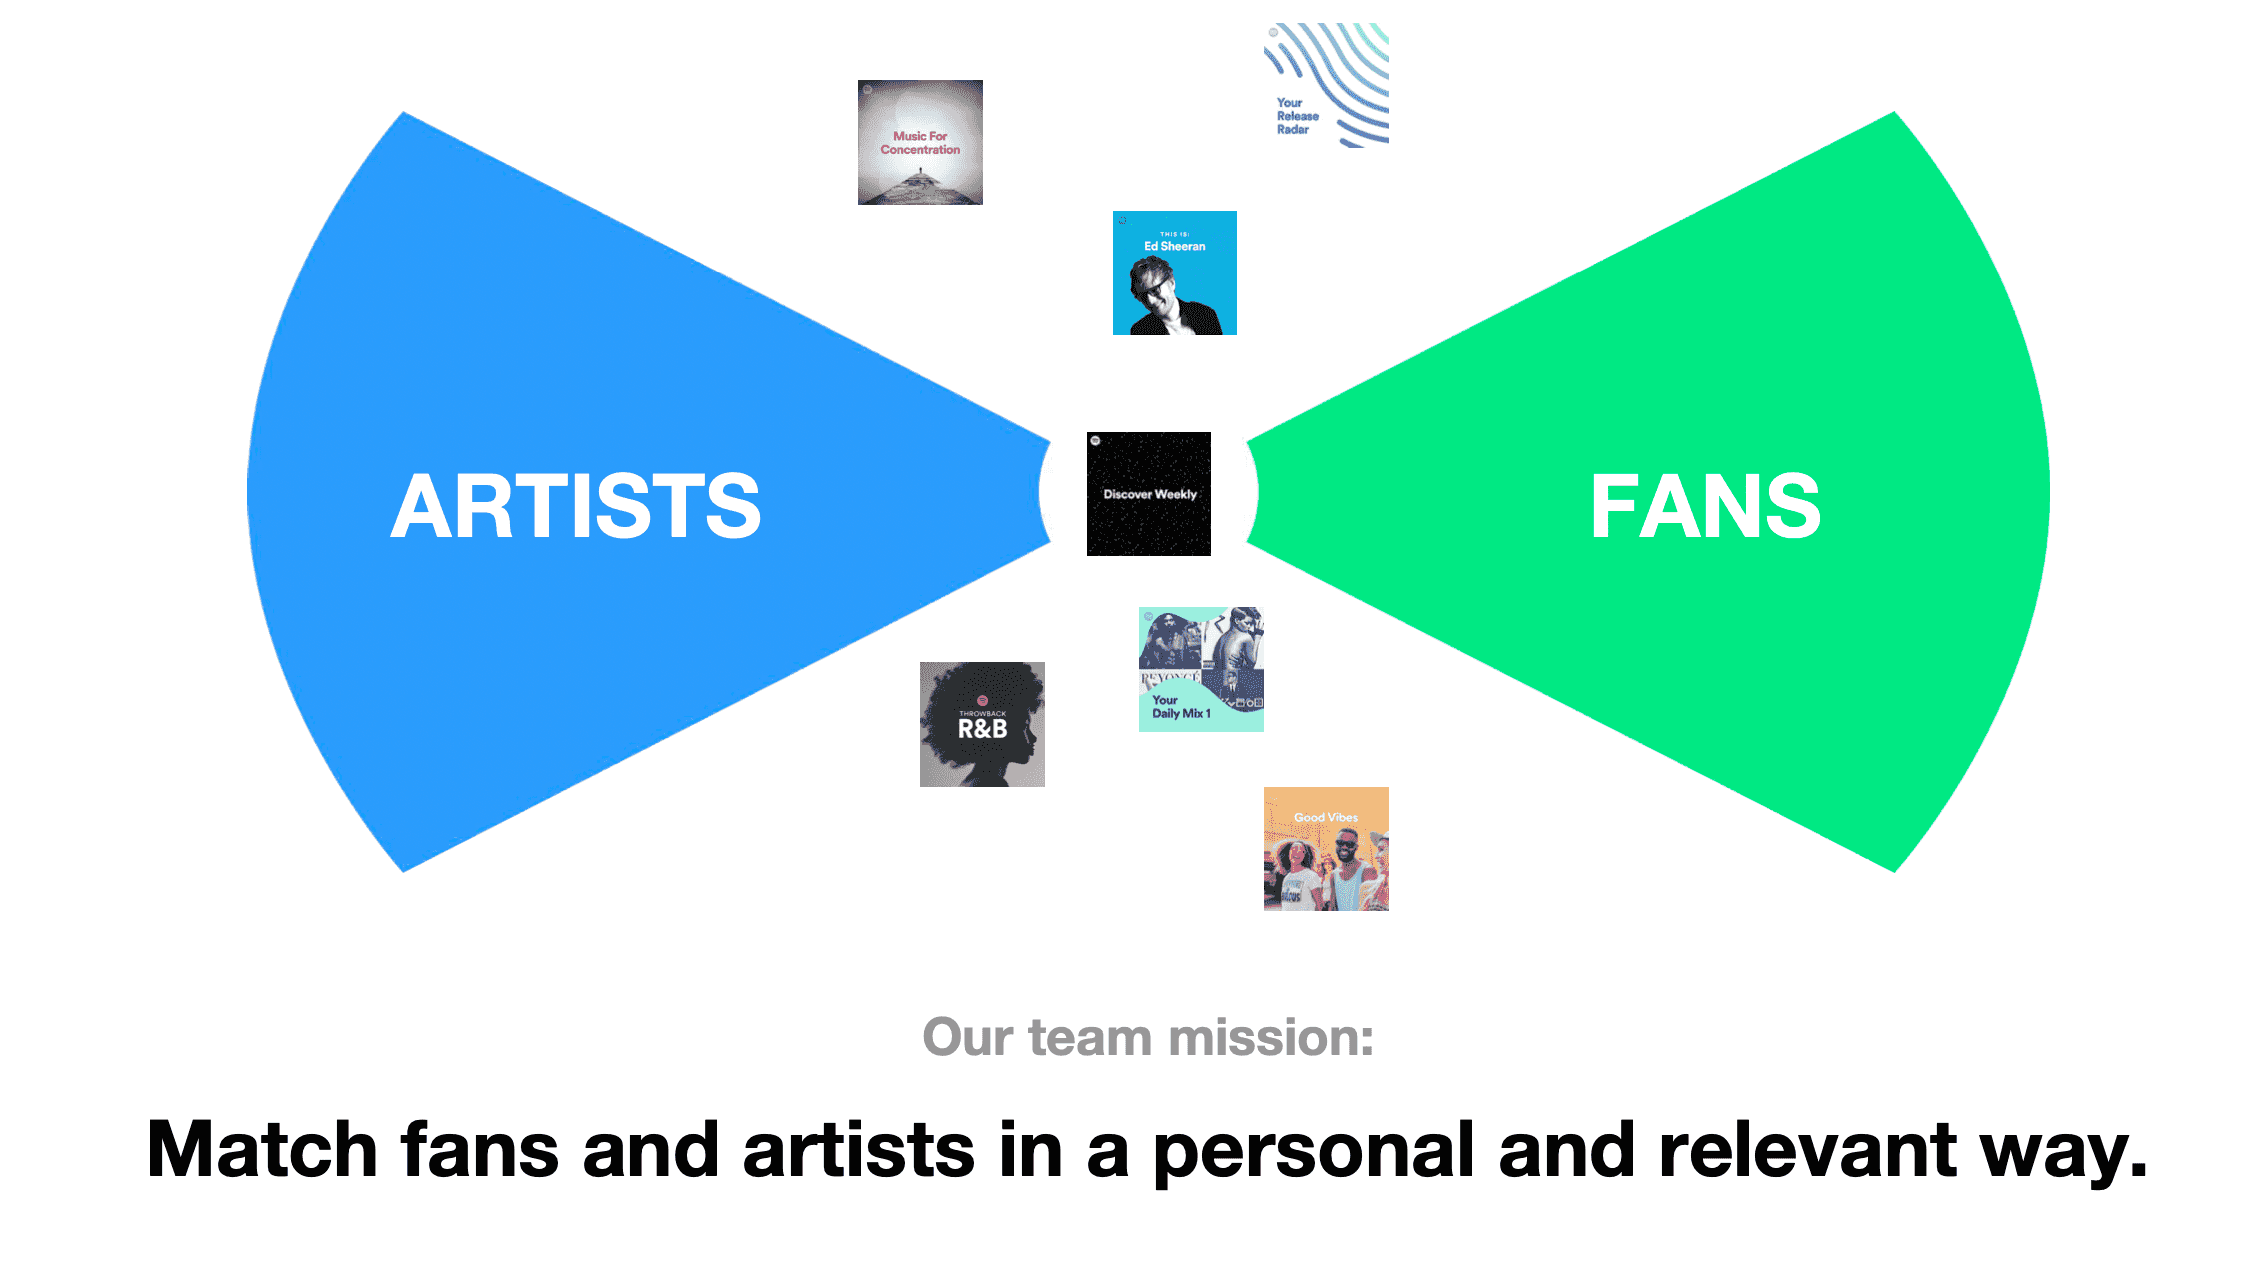 Your
Release
Radar
Music For
Concentration
THIS IS:
Ed Sheeran
ARTISTS
Discover Weekly
FANS
BEYONCÉ
Your
Daily Mix 1
THROWBACK
R&B
Good Vibes
Our team mission:
Match fans and artists in a personal and relevant way.